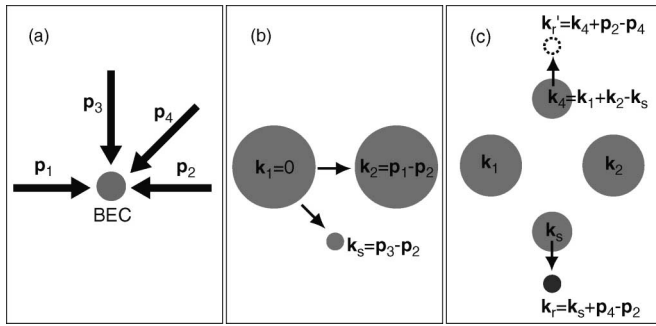 (a)
p3
p4
p1
p2
BEC
(b)
k1=0
k2=p1-p2
ks=p3-p2
(c)
kr'=k4+p2-p4
k4=k1+k2-ks
k1
k2
ks
kr=ks+p4-p2